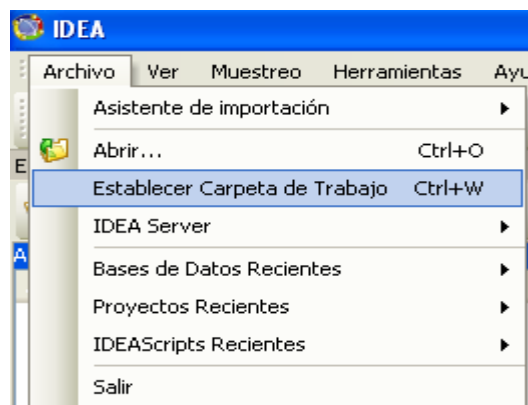 IDEA
Archivo Ver Muestreo Herramientas Ayu
Asistente de importación
Abrir... Ctrl+O
E
Establecer Carpeta de Trabajo Ctrl+W
IDEA Server
A
Bases de Datos Recientes
Proyectos Recientes
IDEAScripts Recientes
Salir